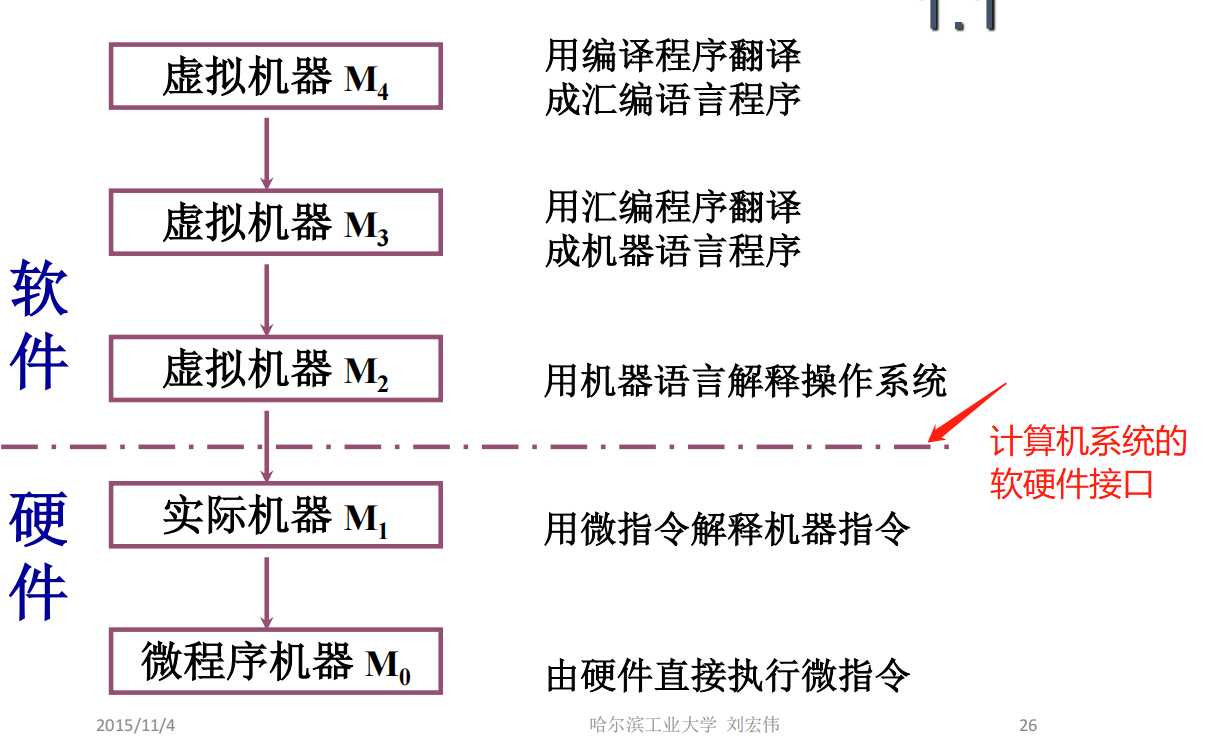 1.1
虚拟机器 M4
用编译程序翻译
成汇编语言程序
虚拟机器 M3
用汇编程序翻译
成机器语言程序
软件
虚拟机器 M2
用机器语言解释操作系统
计算机系统的
软硬件接口
硬件
实际机器 M1
用微指令解释机器指令
微程序机器 M0
由硬件直接执行微指令
2015/11/4
哈尔滨工业大学 刘宏伟
26